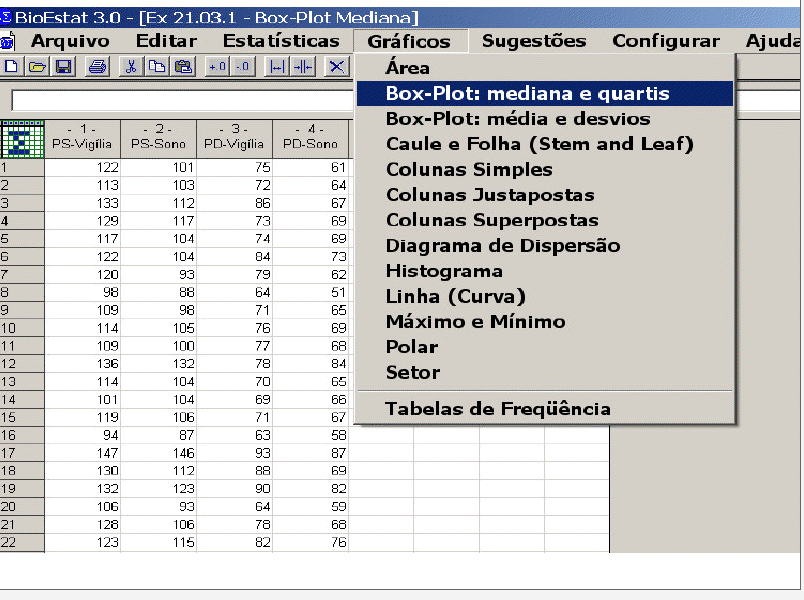 BioEstat 3.0 - [Ex 21.03.1 - Box-Plot Mediana]
Arquivo Editar Estatísticas Gráficos Sugestões Configurar Ajuda
+.0 -.0
Área
Box-Plot: mediana e quartis
Box-Plot: média e desvios
Caule e Folha (Stem and Leaf)
Colunas Simples
Colunas Justapostas
Colunas Superpostas
Diagrama de Dispersão
Histograma
Linha (Curva)
Máximo e Mínimo
Polar
Setor
Tabelas de Freqüência
- 1 - - 2 - - 3 - - 4 -
PS-Vigília PS-Sono PD-Vigília PD-Sono
1 122 101 75 61
2 113 103 72 64
3 133 112 86 67
4 129 117 73 69
5 117 104 74 69
6 122 104 84 73
7 120 93 79 62
8 98 88 64 51
9 109 98 71 65
10 114 105 76 69
11 109 100 77 68
12 136 132 78 84
13 114 104 70 65
14 101 104 69 66
15 119 106 71 67
16 94 87 63 58
17 147 146 93 87
18 130 112 88 69
19 132 123 90 82
20 106 93 64 59
21 128 106 78 68
22 123 115 82 76